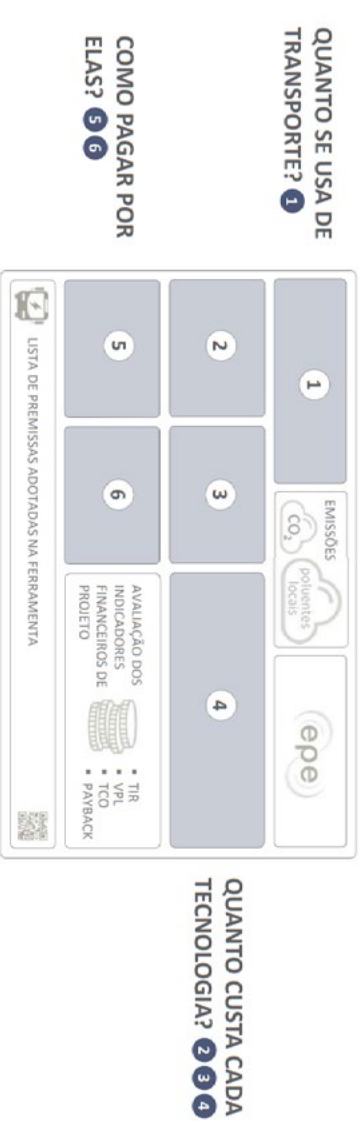 QUANTO SE USA DE
TRANSPORTE? 1
COMO PAGAR POR
ELAS? 5 6
1
EMISSÕES
CO2
poluentes
locais
epe
2
3
4
5
6
AVALIAÇÃO DOS
INDICADORES
FINANCEIROS DE
PROJETO
▪ TIR
▪ VPL
▪ TCO
▪ PAYBACK
LISTA DE PREMISSAS ADOTADAS NA FERRAMENTA
QUANTO CUSTA CADA
TECNOLOGIA? 2 3 4